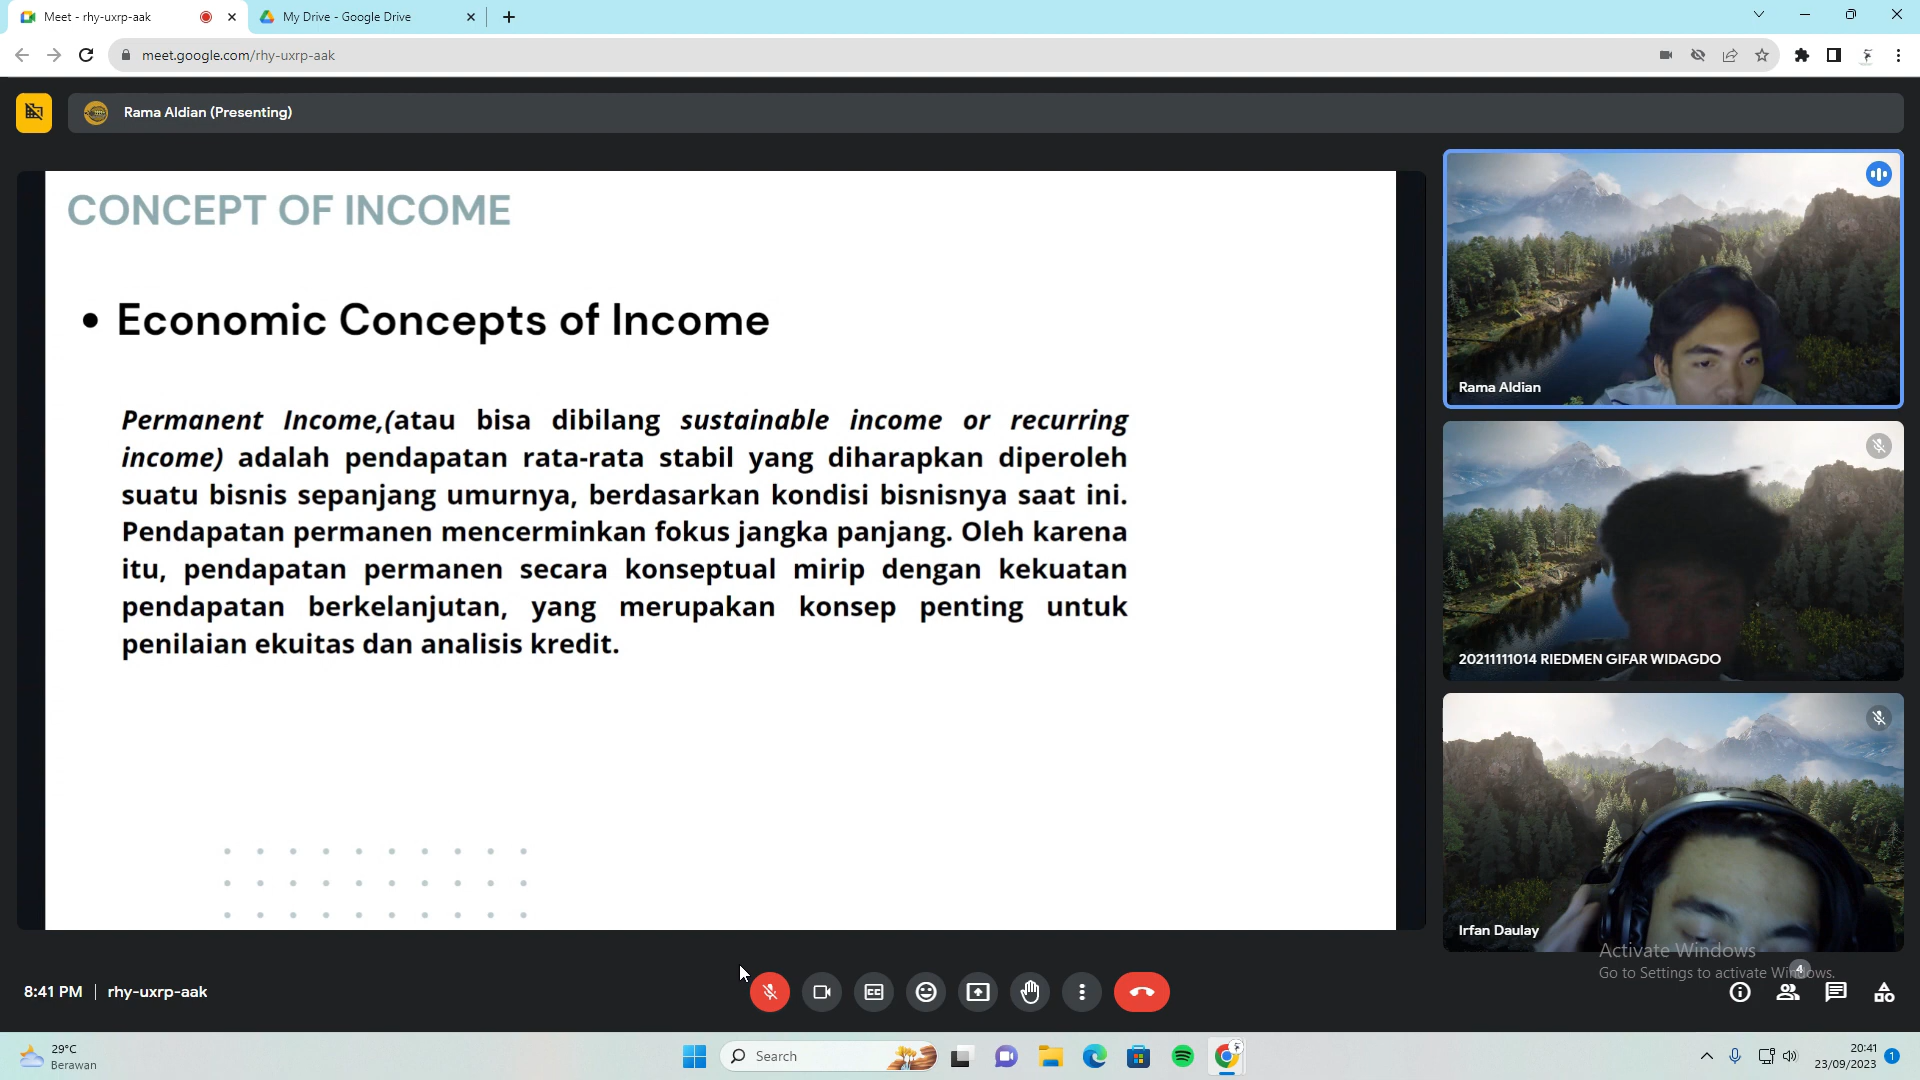 Meet - rhy-uxrp-aak
My Drive - Google Drive
meet.google.com/rhy-uxrp-aak
Rama Aldian (Presenting)
CONCEPT OF INCOME
• Economic Concepts of Income
Permanent Income,(atau bisa dibilang sustainable income or recurring
income) adalah pendapatan rata-rata stabil yang diharapkan diperoleh
suatu bisnis sepanjang umurnya, berdasarkan kondisi bisnisnya saat ini.
Pendapatan permanen mencerminkan fokus jangka panjang. Oleh karena
itu, pendapatan permanen secara konseptual mirip dengan kekuatan
pendapatan berkelanjutan, yang merupakan konsep penting untuk
penilaian ekuitas dan analisis kredit.
Rama Aldian
20211111014 RIEDMEN GIFAR WIDAGDO
Irfan Daulay
Activate Windows
Go to Settings to activate Windows.
4
8:41 PM | rhy-uxrp-aak
29°C
Berawan
Search
20:41
23/09/2023
1